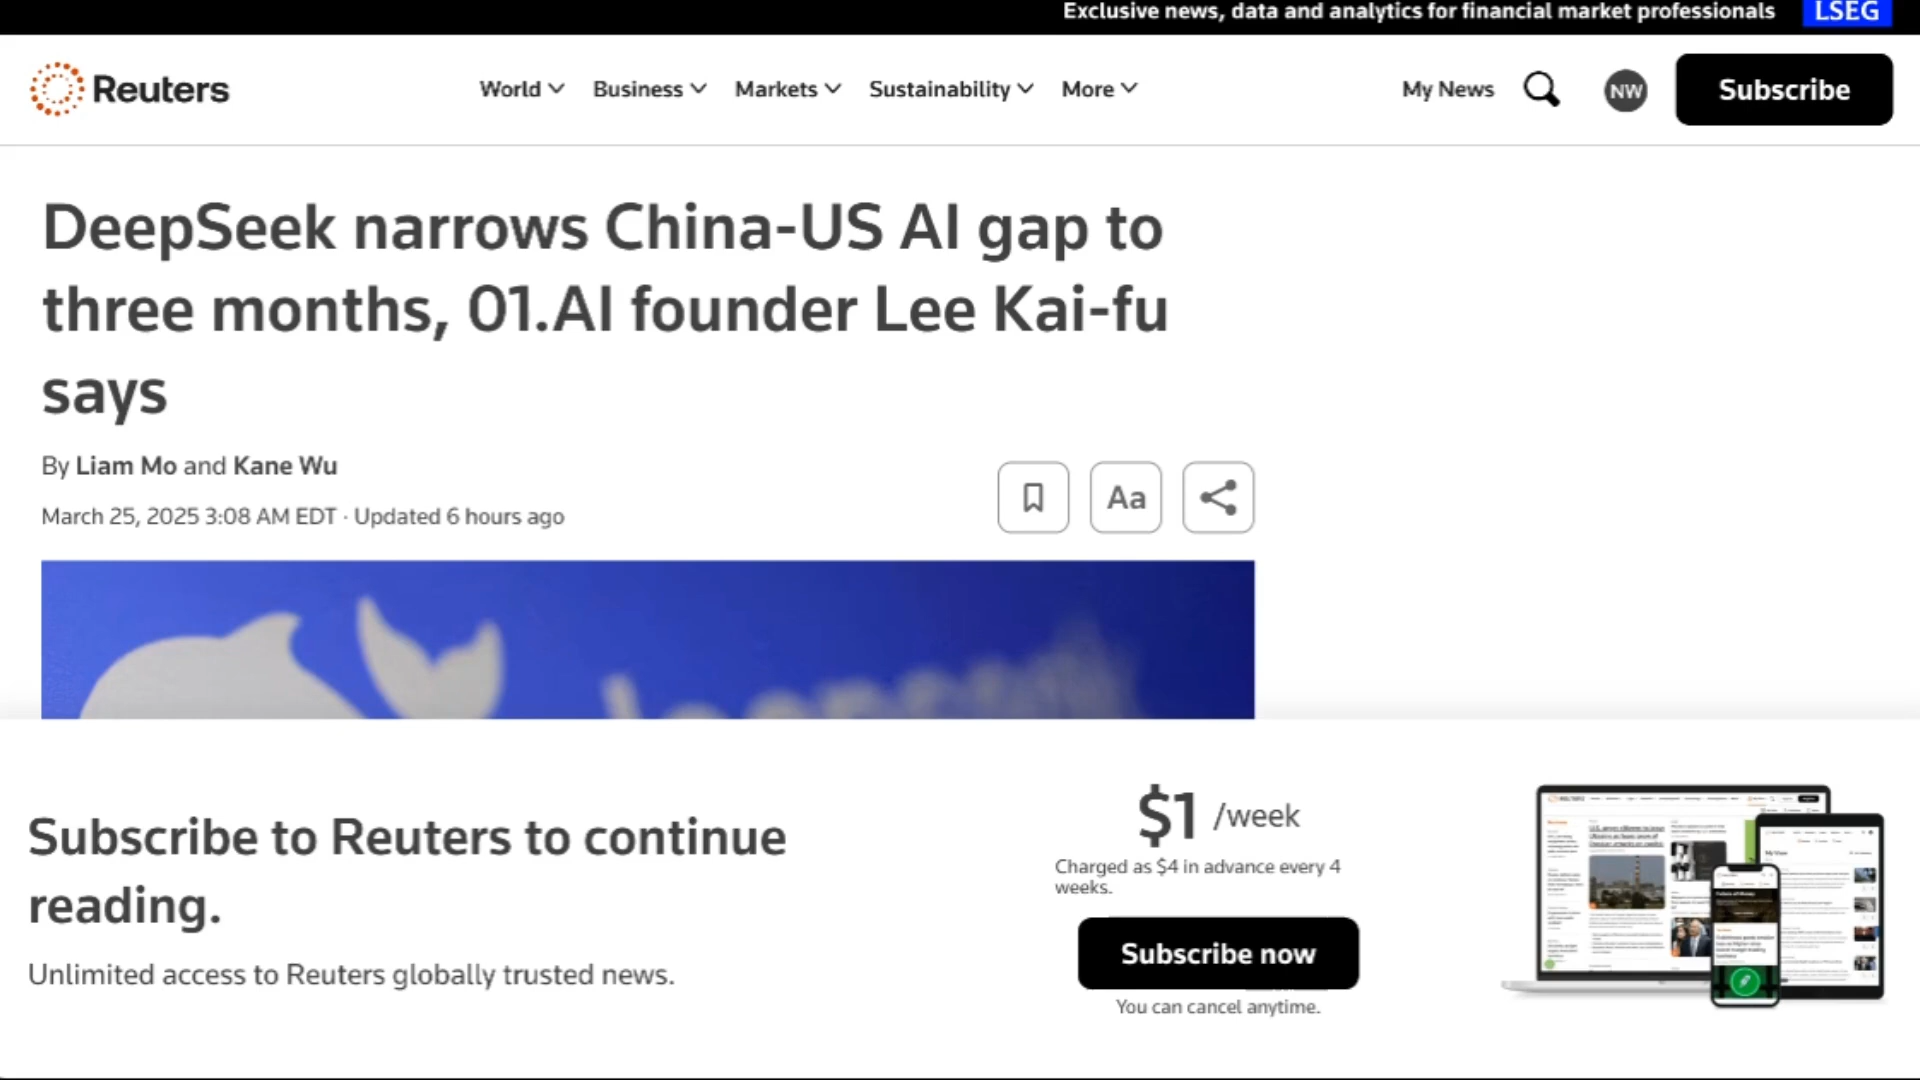 Exclusive news, data and analytics for financial market professionals LSEG
Reuters World Business Markets Sustainability More My News NW Subscribe
DeepSeek narrows China-US AI gap to
three months, 01.AI founder Lee Kai-fu
says
By Liam Mo and Kane Wu
March 25, 2025 3:08 AM EDT · Updated 6 hours ago
Aa
Subscribe to Reuters to continue
reading.
Unlimited access to Reuters globally trusted news.
$1 /week
Charged as $4 in advance every 4
weeks.
Subscribe now
You can cancel anytime.